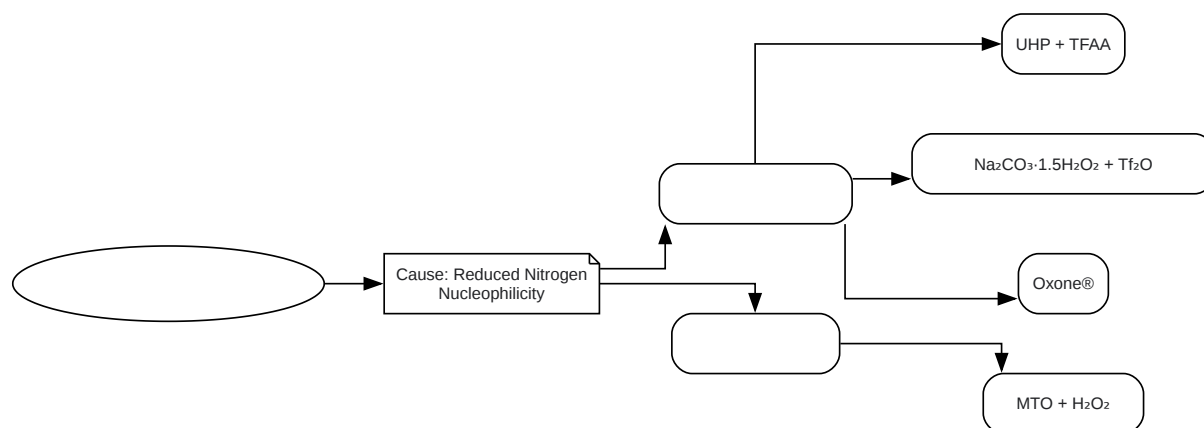 UHP + TFAA
Na₂CO₃·1.5H₂O₂ + Tf₂O
Cause: Reduced Nitrogen
Nucleophilicity
Oxone®
MTO + H₂O₂